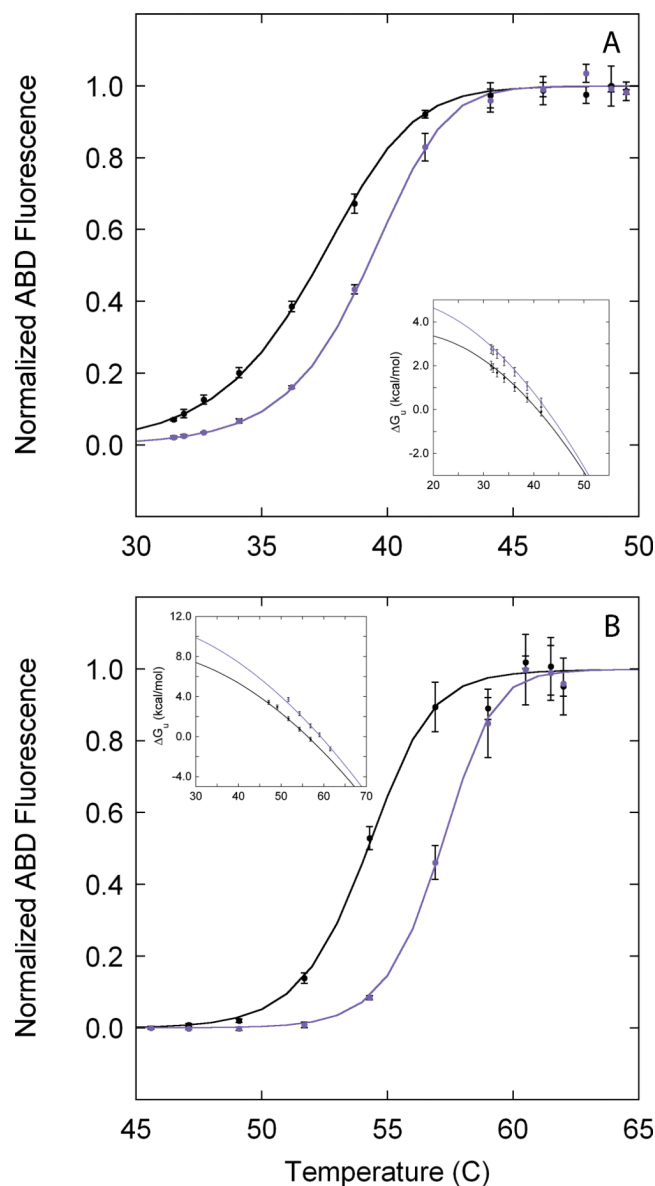 A
Normalized ABD Fluorescence
1.0
0.8
0.6
0.4
0.2
0.0
30 35 40 45 50
ΔGu (kcal/mol)
4.0
2.0
0.0
-2.0
20 30 40 50
B
Normalized ABD Fluorescence
1.0
0.8
0.6
0.4
0.2
0.0
45 50 55 60 65
Temperature (C)
ΔGu (kcal/mol)
12.0
8.0
4.0
0.0
-4.0
30 40 50 60 70